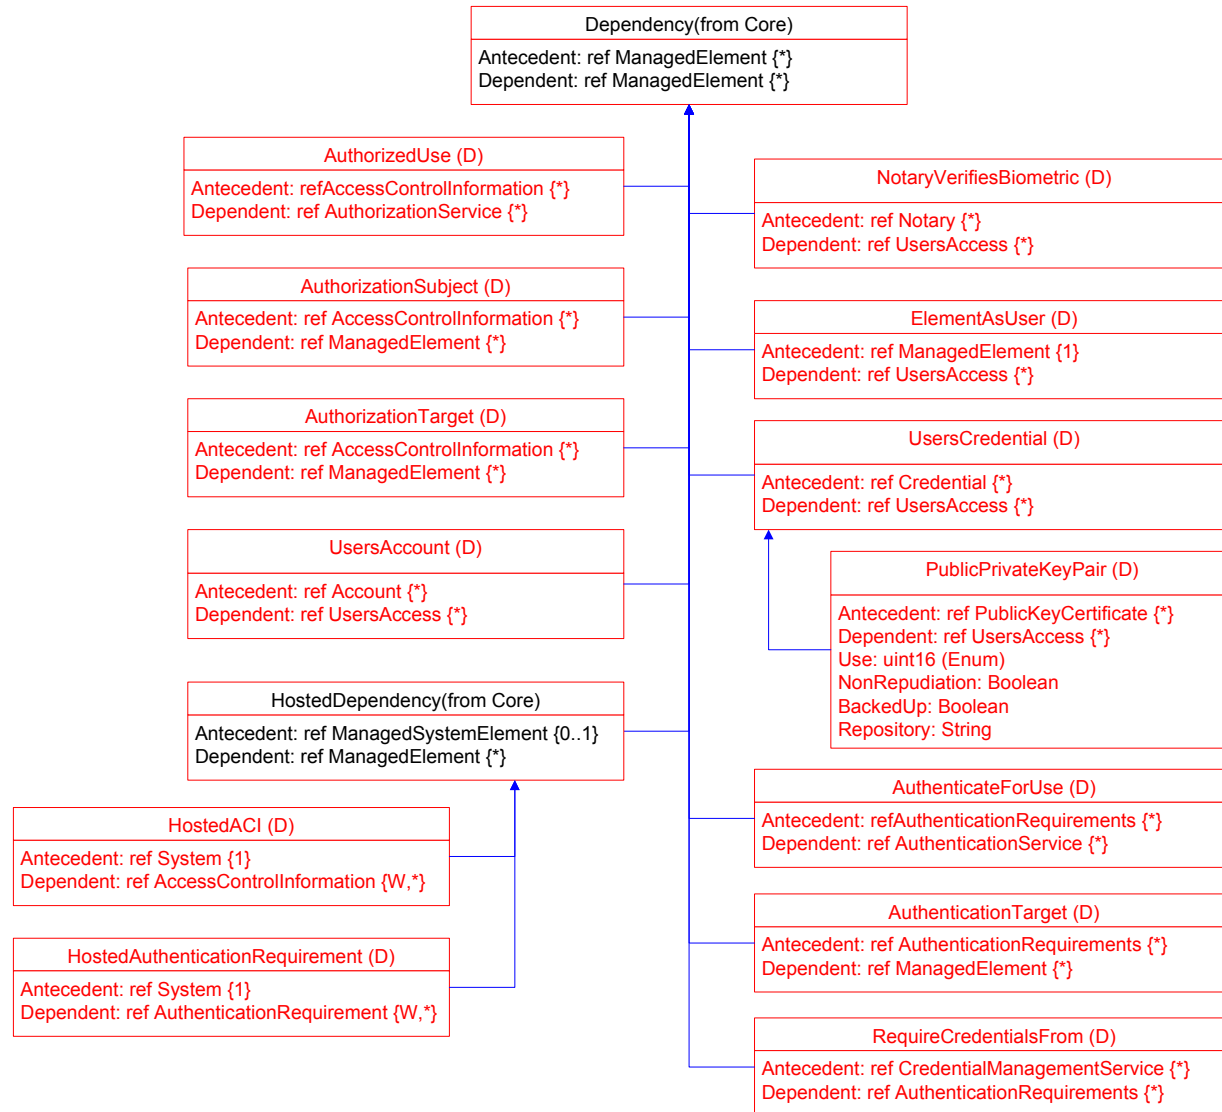 Dependency(from Core)
Antecedent: ref ManagedElement {*}
Dependent: ref ManagedElement {*}
AuthorizedUse (D)
Antecedent: refAccessControlInformation {*}
Dependent: ref AuthorizationService {*}
AuthorizationSubject (D)
Antecedent: ref AccessControlInformation {*}
Dependent: ref ManagedElement {*}
AuthorizationTarget (D)
Antecedent: ref AccessControlInformation {*}
Dependent: ref ManagedElement {*}
UsersAccount (D)
Antecedent: ref Account {*}
Dependent: ref UsersAccess {*}
HostedDependency(from Core)
Antecedent: ref ManagedSystemElement {0..1}
Dependent: ref ManagedElement {*}
HostedACI (D)
Antecedent: ref System {1}
Dependent: ref AccessControlInformation {W,*}
HostedAuthenticationRequirement (D)
Antecedent: ref System {1}
Dependent: ref AuthenticationRequirement {W,*}
NotaryVerifiesBiometric (D)
Antecedent: ref Notary {*}
Dependent: ref UsersAccess {*}
ElementAsUser (D)
Antecedent: ref ManagedElement {1}
Dependent: ref UsersAccess {*}
UsersCredential (D)
Antecedent: ref Credential {*}
Dependent: ref UsersAccess {*}
PublicPrivateKeyPair (D)
Antecedent: ref PublicKeyCertificate {*}
Dependent: ref UsersAccess {*}
Use: uint16 (Enum)
NonRepudiation: Boolean
BackedUp: Boolean
Repository: String
AuthenticateForUse (D)
Antecedent: refAuthenticationRequirements {*}
Dependent: ref AuthenticationService {*}
AuthenticationTarget (D)
Antecedent: ref AuthenticationRequirements {*}
Dependent: ref ManagedElement {*}
RequireCredentialsFrom (D)
Antecedent: ref CredentialManagementService {*}
Dependent: ref AuthenticationRequirements {*}